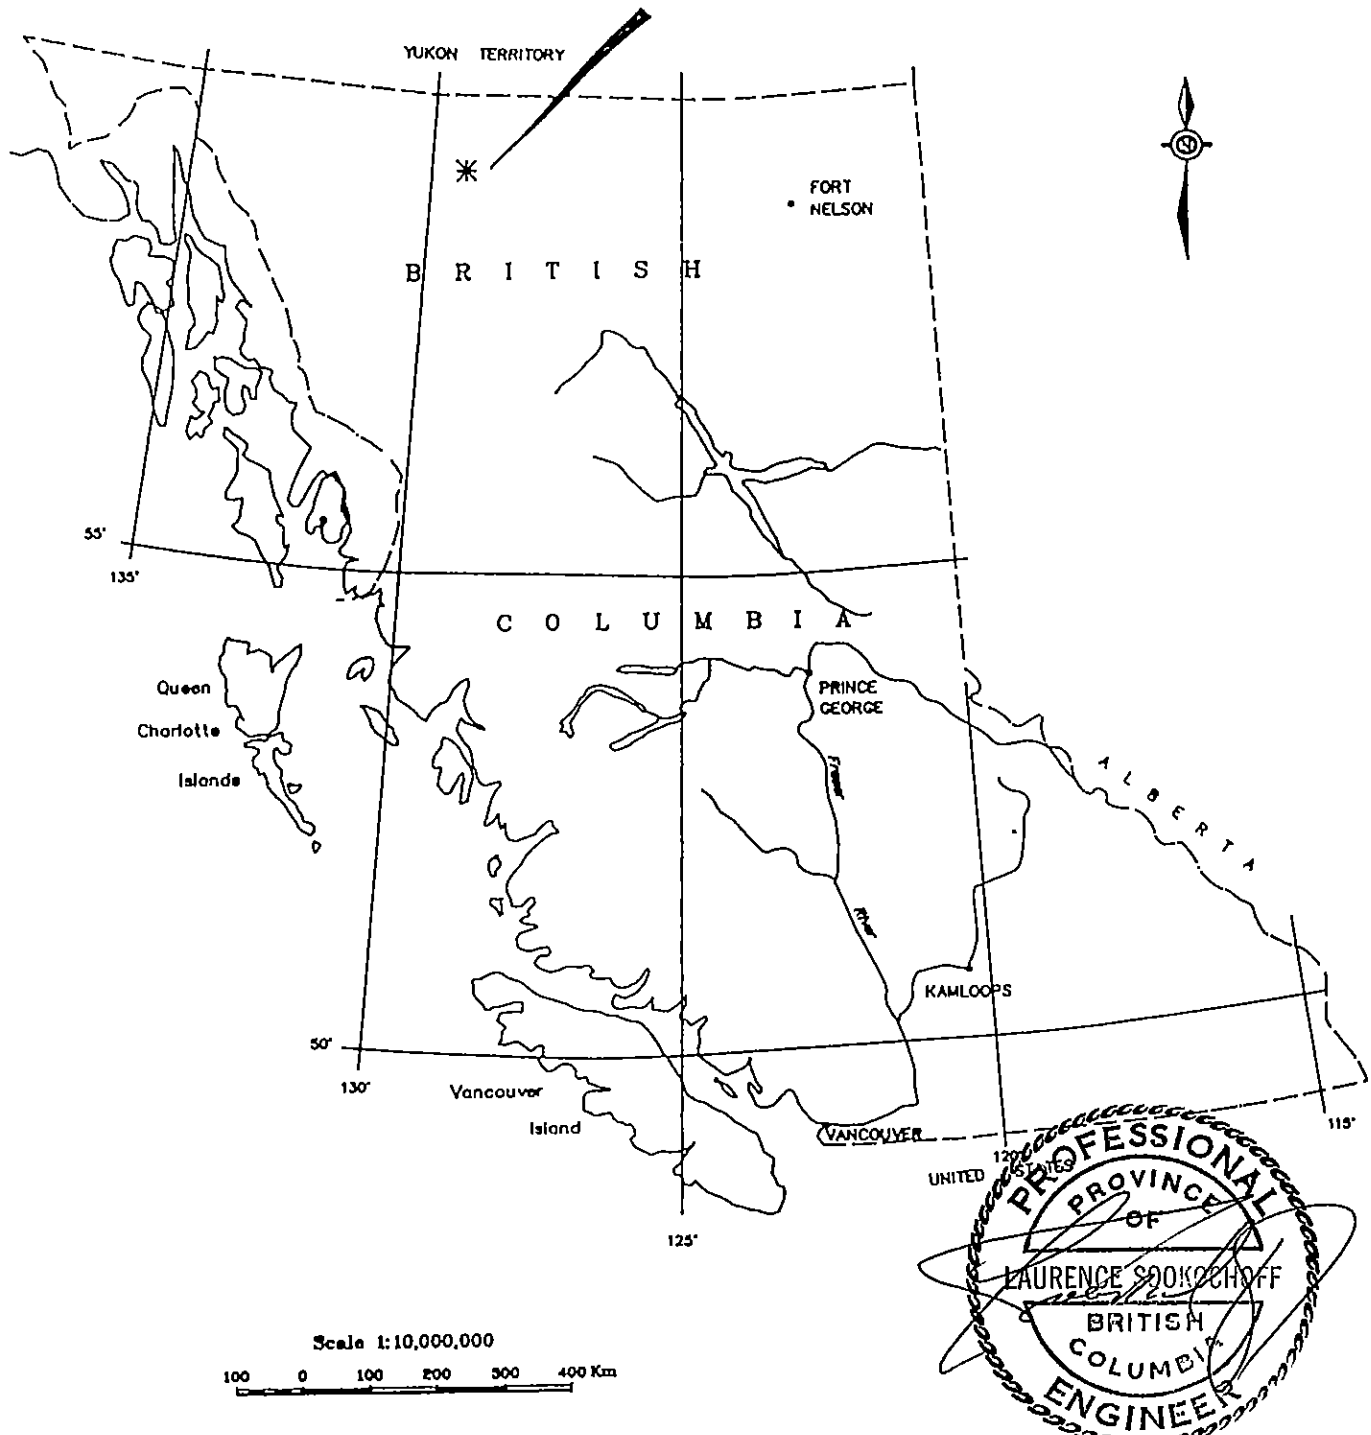 YUKON TERRITORY
FORT
NELSON
B R I T I S H
55°
135°
C O L U M B I A
Queen
Charlotte
Islands
PRINCE
GEORGE
Fraser
ALBERTA
River
KAMLOOPS
50°
130°
Vancouver
Island
VANCOUVER
115°
120°
UNITED STATES
125°
PROFESSIONAL
PROVINCE
OF
LAURENCE SOOKOCHOFF
BRITISH
COLUMBIA
ENGINEER
Scale 1:10,000,000
100 0 100 200 300 400 Km